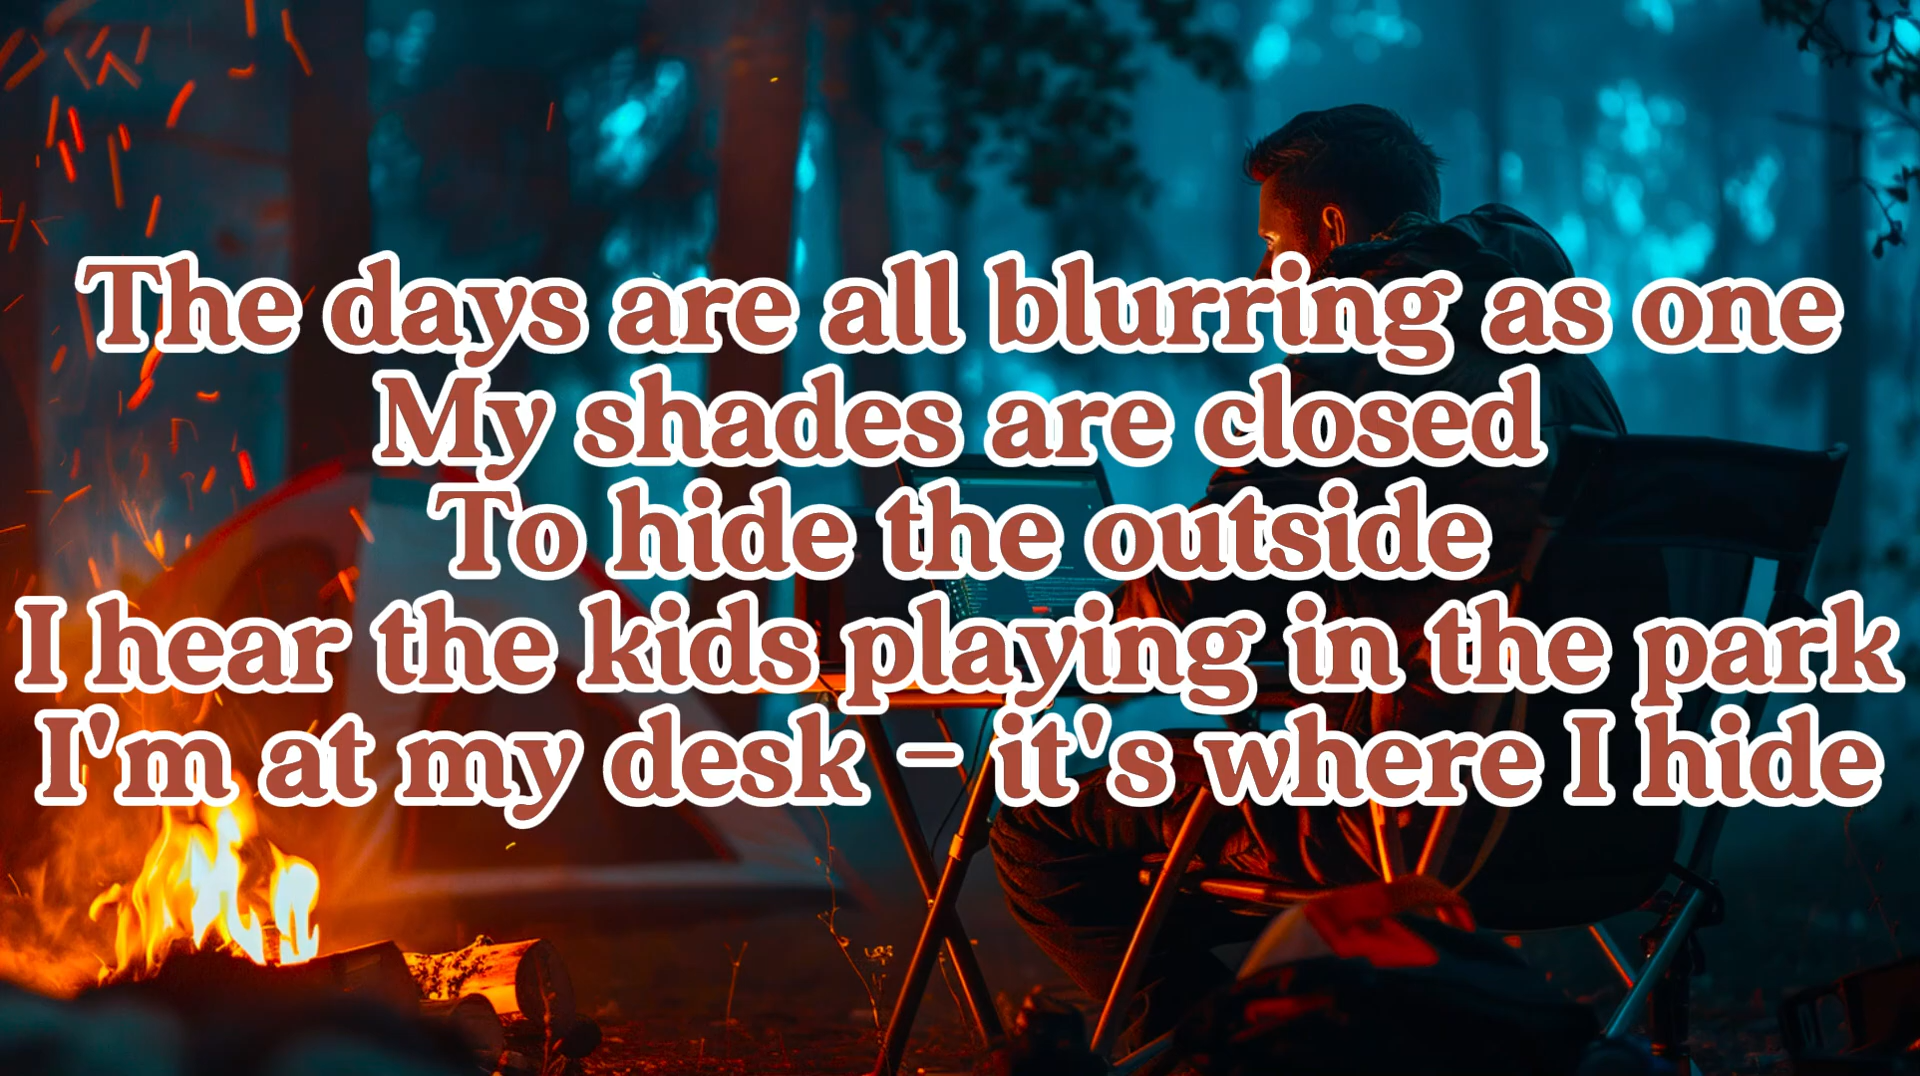 The days are all blurring as one
My shades are closed
To hide the outside
I hear the kids playing in the park
I'm at my desk – it's where I hide